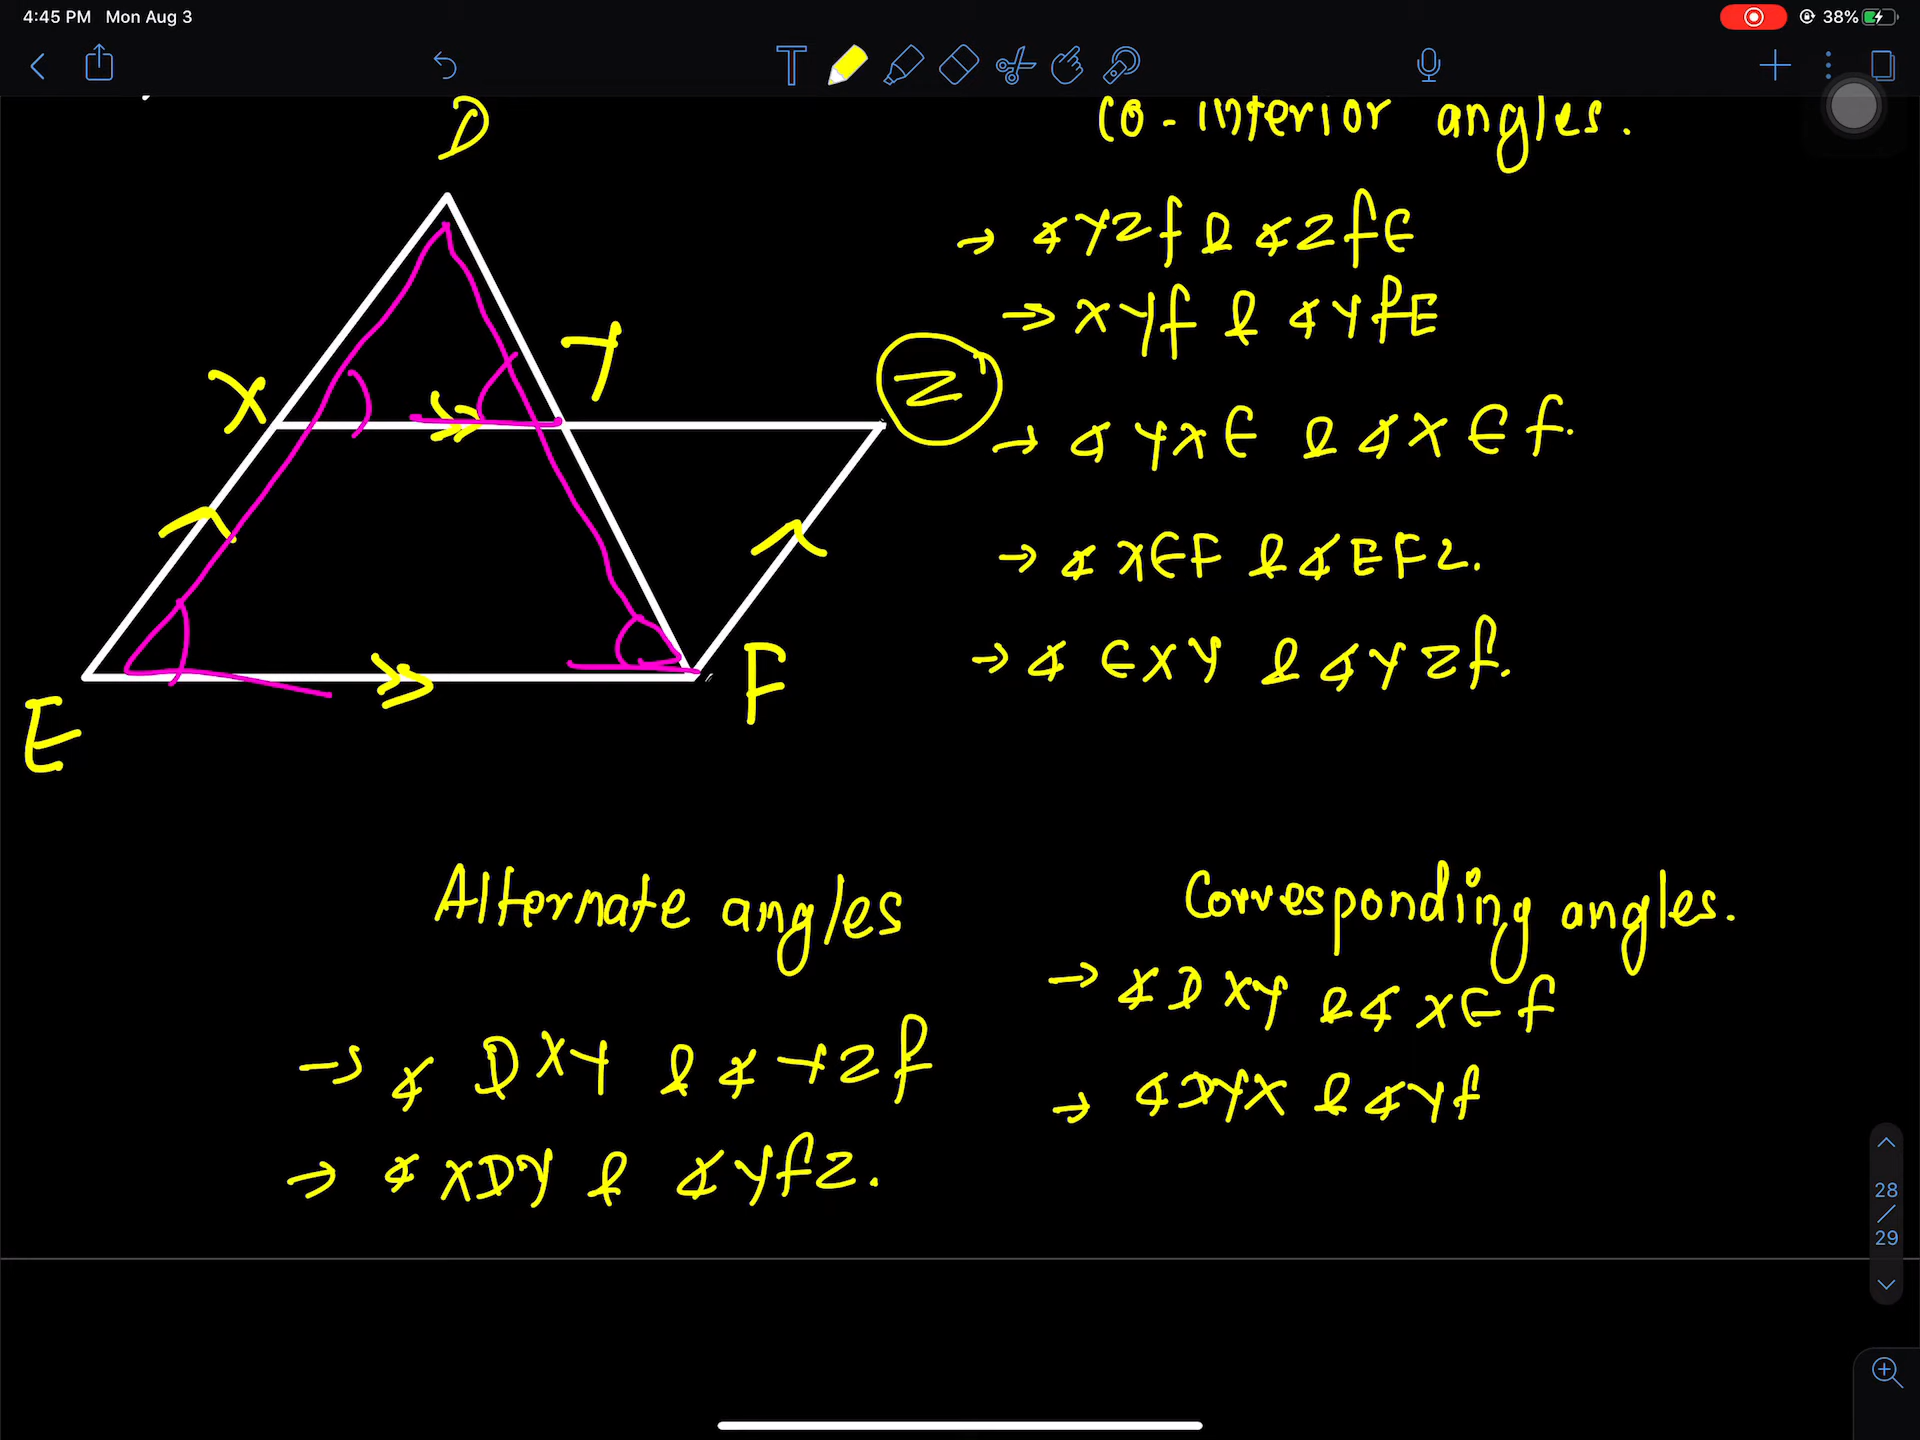 4:45 PM Mon Aug 3
38%
D
X
Y
Z
E
F
co-interior angles.
→ ∡YZf & ∡ZfE
→ XYf & ∡YfE
→ ∡YXE & ∡XEf.
→ ∡XEF & ∡EFZ.
→ ∡EXY & ∡YZf.
Alternate angles
→ ∡DXY & ∡YZf
→ ∡XDY & ∡YfZ.
Corresponding angles.
→ ∡DXY & ∡XEf
→ ∡DYX & ∡Yf
28
/
29